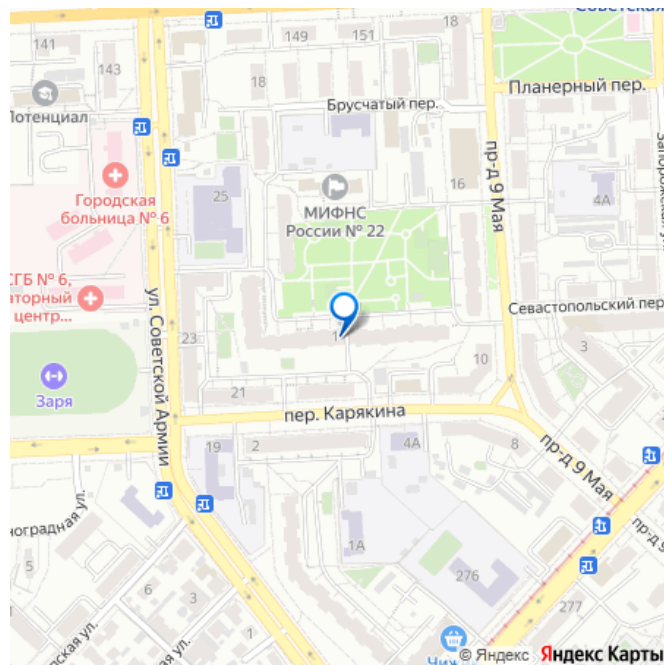 Советская
141
143
149
151
18
18
Планерный пер.
Потенциал
Брусчатый пер.
Запорожская ул.
Городская
больница № 6
25
МИФНС
России № 22
16
пр-д 9 Мая
4А
СГБ № 6,
центр...
ул. Советской Армии
Севастопольский пер.
23
1
3
10
Заря
21
пер. Карякина
19
2
4А
8
пр-д 9 Мая
1А
5
6
3
276
277
пр-д 9
© Яндекс Яндекс Карты